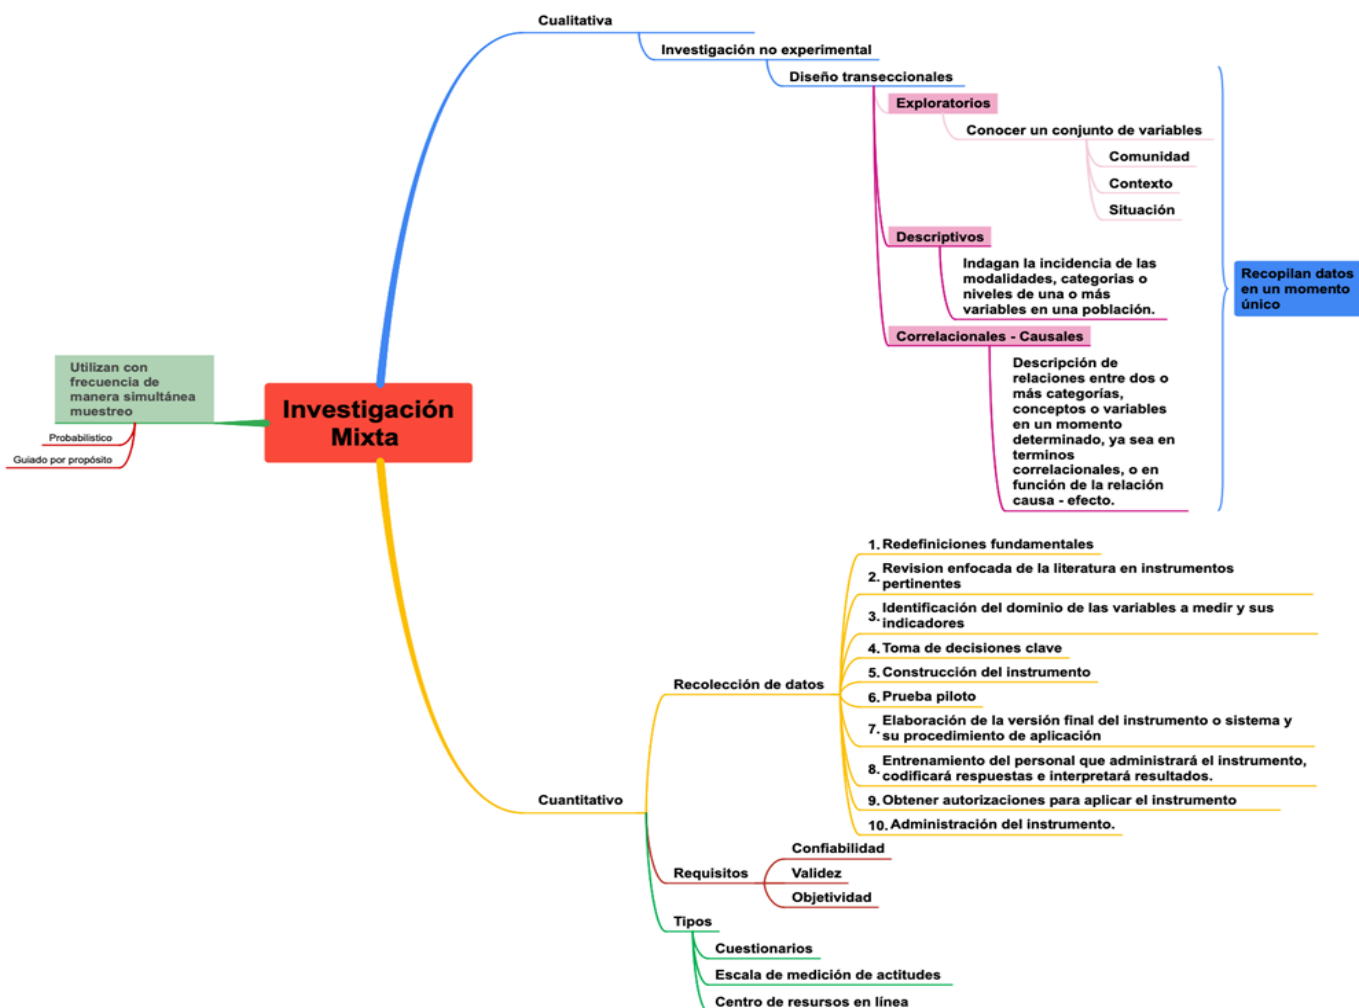 Cualitativa
Investigación no experimental
Diseño transeccionales
Exploratorios
Conocer un conjunto de variables
Comunidad
Contexto
Situación
Descriptivos
Indagan la incidencia de las
modalidades, categorias o
niveles de una o más
variables en una población.
Correlacionales - Causales
Descripción de
relaciones entre dos o
más categorías,
conceptos o variables
en un momento
determinado, ya sea en
terminos
correlacionales, o en
función de la relación
causa - efecto.
Recopilan datos
en un momento
único
Utilizan con
frecuencia de
manera simultánea
muestreo
Probabilistico
Guiado por propósito
Investigación
Mixta
Cuantitativo
Recolección de datos
1. Redefiniciones fundamentales
2. Revision enfocada de la literatura en instrumentos
pertinentes
3. Identificación del dominio de las variables a medir y sus
indicadores
4. Toma de decisiones clave
5. Construcción del instrumento
6. Prueba piloto
7. Elaboración de la versión final del instrumento o sistema y
su procedimiento de aplicación
8. Entrenamiento del personal que administrará el instrumento,
codificará respuestas e interpretará resultados.
9. Obtener autorizaciones para aplicar el instrumento
10. Administración del instrumento.
Requisitos
Confiabilidad
Validez
Objetividad
Tipos
Cuestionarios
Escala de medición de actitudes
Centro de resursos en línea